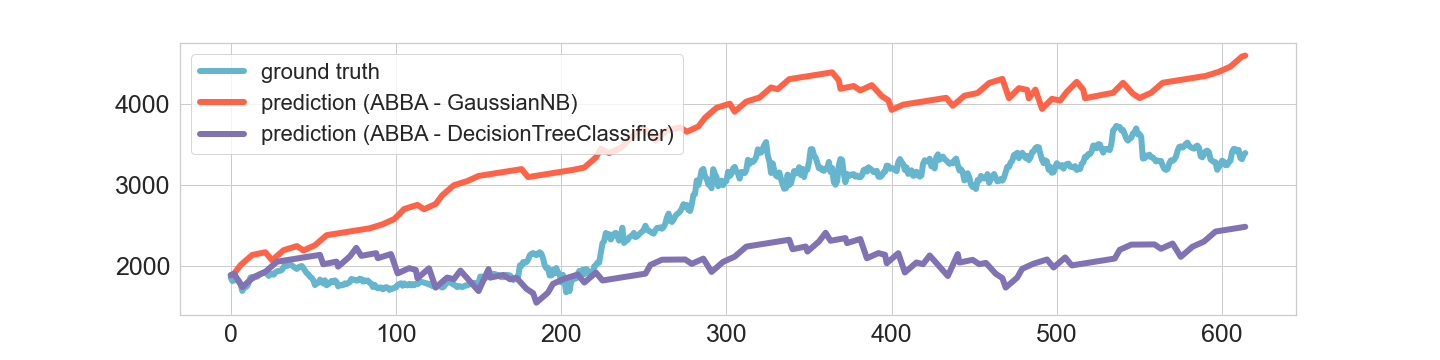 ground truth
prediction (ABBA - GaussianNB)
prediction (ABBA - DecisionTreeClassifier)
4000
3000
2000
0 100 200 300 400 500 600